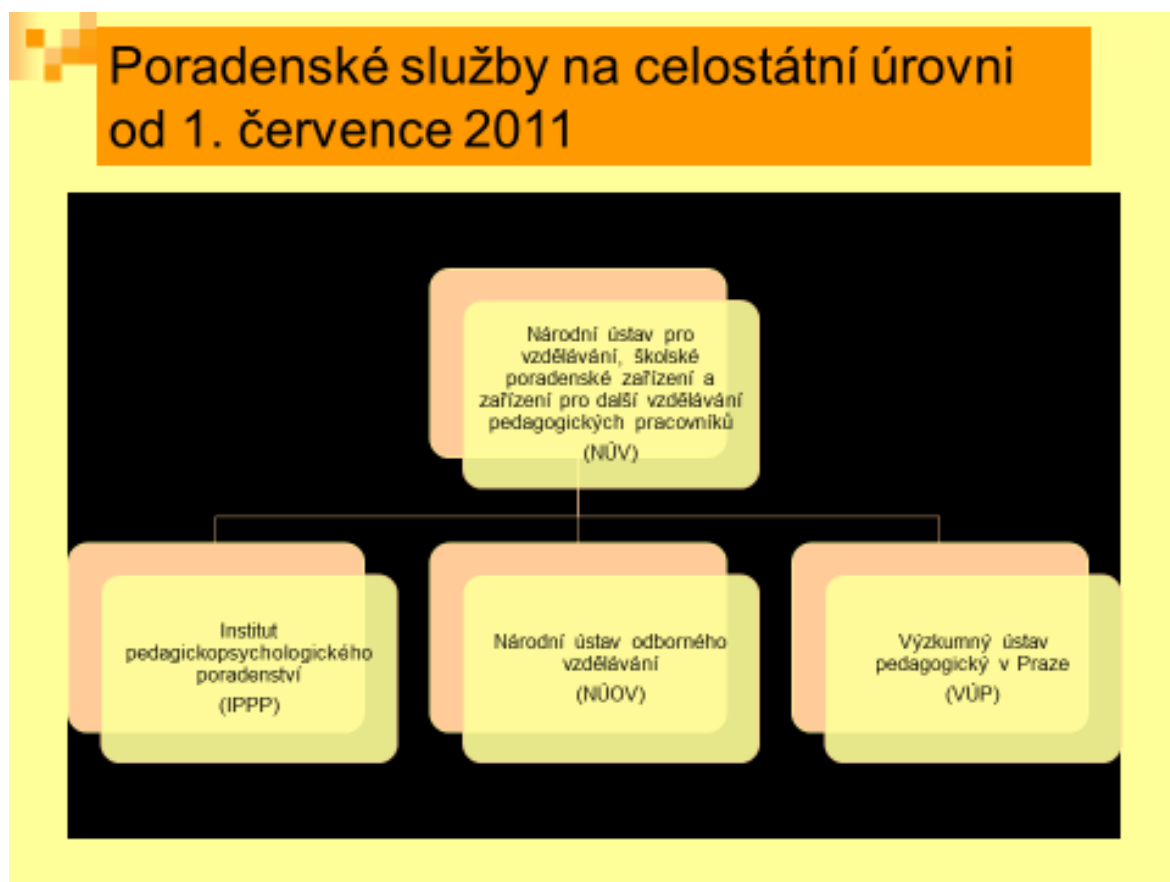 Poradenské služby na celostátní úrovni
od 1. července 2011
Národní ústav pro
vzdělávání, školské
poradenské zařízení a
zařízení pro další vzdělávání
pedagogických pracovníků
(NÚV)
Institut
pedagickopsychologického
poradenství
(IPPP)
Národní ústav odborného
vzdělávání
(NÚOV)
Výzkumný ústav
pedagogický v Praze
(VÚP)